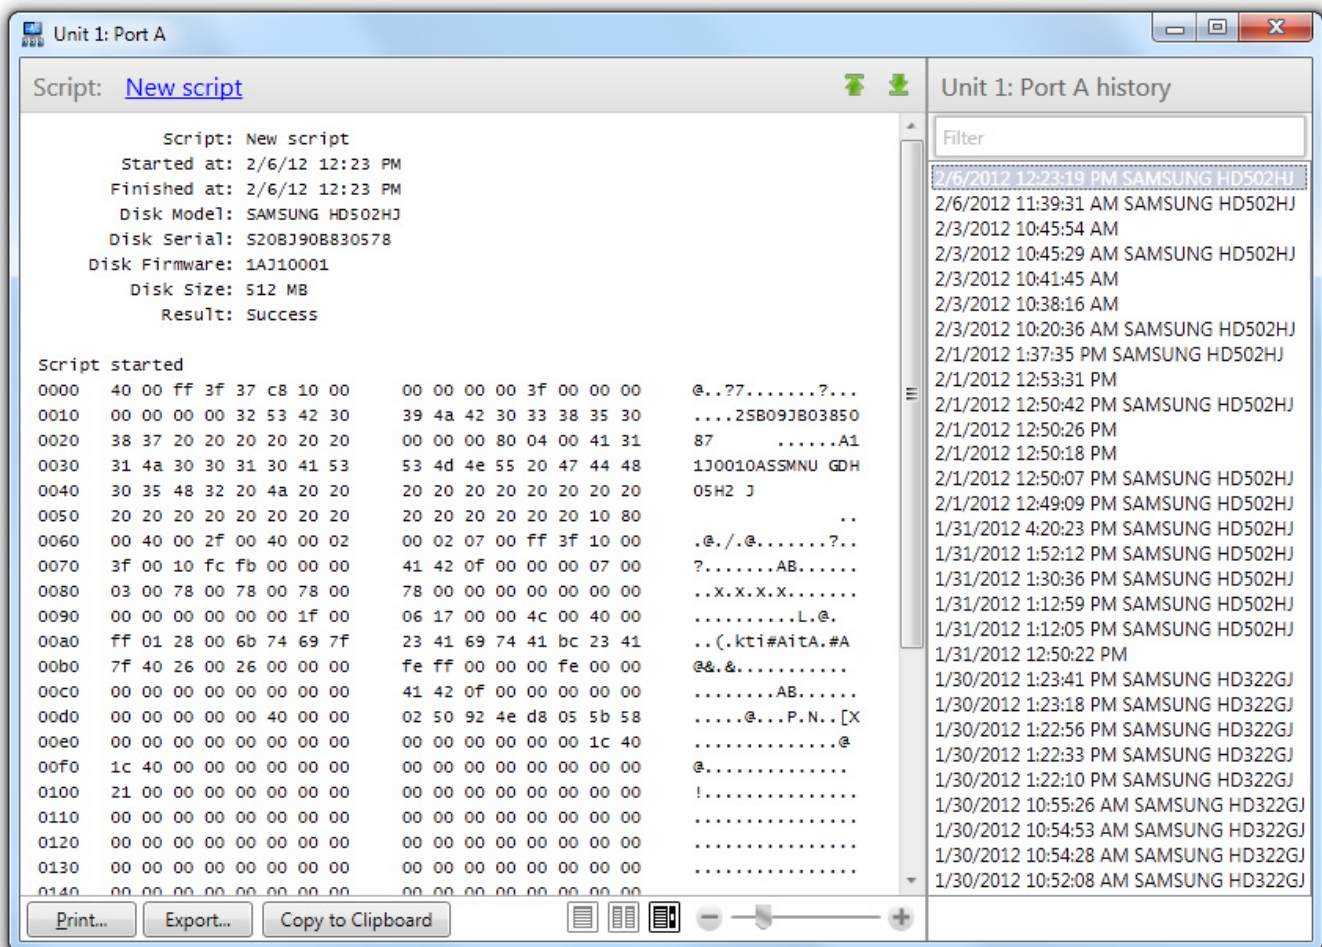 Unit 1: Port A
Script: New script
Script: New script
Started at: 2/6/12 12:23 PM
Finished at: 2/6/12 12:23 PM
Disk Model: SAMSUNG HD502HJ
Disk Serial: S20BJ90B830578
Disk Firmware: 1AJ10001
Disk Size: 512 MB
Result: Success
Script started
0000 40 00 ff 3f 37 c8 10 00 00 00 00 00 3f 00 00 00 @..?7.......?...
0010 00 00 00 00 32 53 42 30 39 4a 42 30 33 38 35 30 ....2SB09JB03850
0020 38 37 20 20 20 20 20 20 00 00 00 80 04 00 41 31 87 ......A1
0030 31 4a 30 30 31 30 41 53 53 4d 4e 55 20 47 44 48 1J0010ASSMNU GDH
0040 30 35 48 32 20 4a 20 20 20 20 20 20 20 20 20 20 05H2 J
0050 20 20 20 20 20 20 20 20 20 20 20 20 20 20 10 80 ..
0060 00 40 00 2f 00 40 00 02 00 02 07 00 ff 3f 10 00 .@./.@.......?..
0070 3f 00 10 fc fb 00 00 00 41 42 0f 00 00 00 07 00 ?.......AB......
0080 03 00 78 00 78 00 78 00 78 00 00 00 00 00 00 00 ..x.x.x.x.......
0090 00 00 00 00 00 00 1f 00 06 17 00 00 4c 00 40 00 ..........L.@.
00a0 ff 01 28 00 6b 74 69 7f 23 41 69 74 41 bc 23 41 ..(.kti#AitA.#A
00b0 7f 40 26 00 26 00 00 00 fe ff 00 00 00 fe 00 00 @&.&...........
00c0 00 00 00 00 00 00 00 00 41 42 0f 00 00 00 00 00 ........AB......
00d0 00 00 00 00 00 40 00 00 02 50 92 4e d8 05 5b 58 .....@...P.N..[X
00e0 00 00 00 00 00 00 00 00 00 00 00 00 00 00 1c 40 ..............@
00f0 1c 40 00 00 00 00 00 00 00 00 00 00 00 00 00 00 @..............
0100 21 00 00 00 00 00 00 00 00 00 00 00 00 00 00 00 !...............
0110 00 00 00 00 00 00 00 00 00 00 00 00 00 00 00 00 ................
0120 00 00 00 00 00 00 00 00 00 00 00 00 00 00 00 00 ................
0130 00 00 00 00 00 00 00 00 00 00 00 00 00 00 00 00 ................
0140 00 00 00 00 00 00 00 00 00 00 00 00 00 00 00 00
Print... Export... Copy to Clipboard
Unit 1: Port A history
Filter
2/6/2012 12:23:19 PM SAMSUNG HD502HJ
2/6/2012 11:39:31 AM SAMSUNG HD502HJ
2/3/2012 10:45:54 AM
2/3/2012 10:45:29 AM SAMSUNG HD502HJ
2/3/2012 10:41:45 AM
2/3/2012 10:38:16 AM
2/3/2012 10:20:36 AM SAMSUNG HD502HJ
2/1/2012 1:37:35 PM SAMSUNG HD502HJ
2/1/2012 12:53:31 PM
2/1/2012 12:50:42 PM SAMSUNG HD502HJ
2/1/2012 12:50:26 PM
2/1/2012 12:50:18 PM
2/1/2012 12:50:07 PM SAMSUNG HD502HJ
2/1/2012 12:49:09 PM SAMSUNG HD502HJ
1/31/2012 4:20:23 PM SAMSUNG HD502HJ
1/31/2012 1:52:12 PM SAMSUNG HD502HJ
1/31/2012 1:30:36 PM SAMSUNG HD502HJ
1/31/2012 1:12:59 PM SAMSUNG HD502HJ
1/31/2012 1:12:05 PM SAMSUNG HD502HJ
1/31/2012 12:50:22 PM
1/30/2012 1:23:41 PM SAMSUNG HD322GJ
1/30/2012 1:23:18 PM SAMSUNG HD322GJ
1/30/2012 1:22:56 PM SAMSUNG HD322GJ
1/30/2012 1:22:33 PM SAMSUNG HD322GJ
1/30/2012 1:22:10 PM SAMSUNG HD322GJ
1/30/2012 10:55:26 AM SAMSUNG HD322GJ
1/30/2012 10:54:53 AM SAMSUNG HD322GJ
1/30/2012 10:54:28 AM SAMSUNG HD322GJ
1/30/2012 10:52:08 AM SAMSUNG HD322GJ